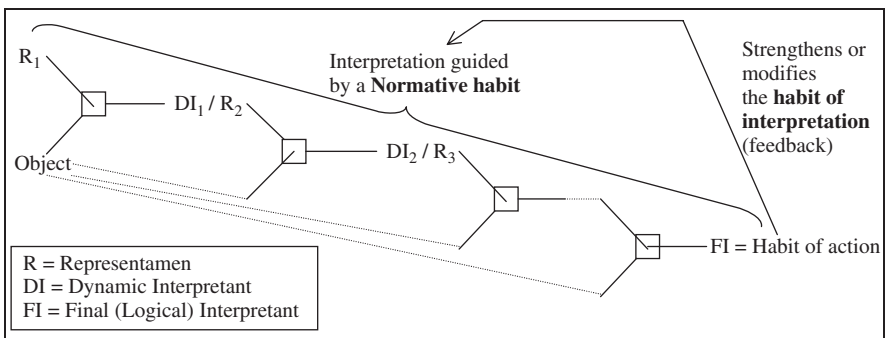 R1
Interpretation guided
by a Normative habit
Strengthens or
modifies
the habit of
interpretation
(feedback)
DI1 / R2
Object
DI2 / R3
FI = Habit of action
R = Representamen
DI = Dynamic Interpretant
FI = Final (Logical) Interpretant